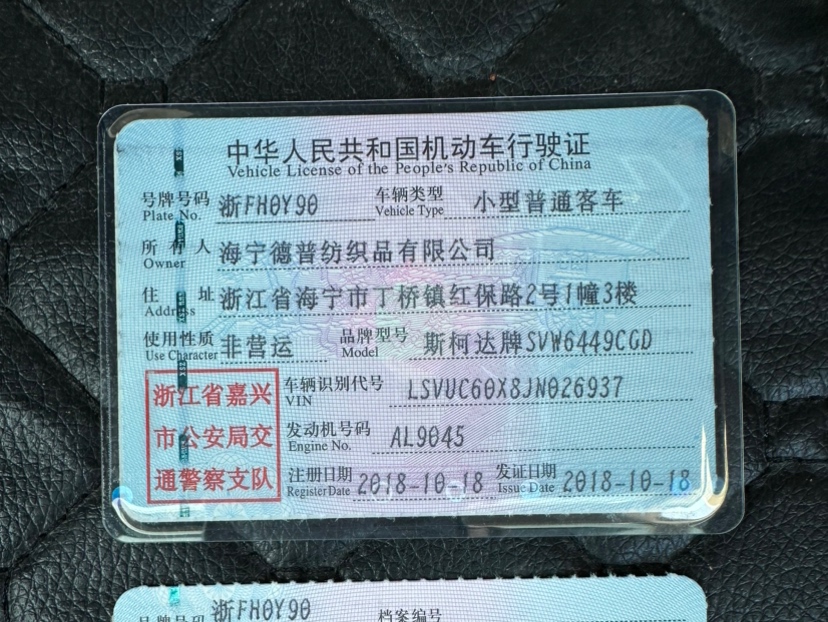 中华人民共和国机动车行驶证
Vehicle License of the People's Republic of China
号牌号码 浙FH0Y90 车辆类型 小型普通客车
Plate No. Vehicle Type
所有人 海宁德普纺织品有限公司
Owner
住址 浙江省海宁市丁桥镇红保路2号1幢3楼
Address
使用性质 非营运 品牌型号 斯柯达牌SVW6449CGD
Use Character Model
浙江省嘉兴
市公安局交
通警察支队
车辆识别代号 LSVUC60X8JN026937
VIN
发动机号码 AL9045
Engine No.
注册日期 2018-10-18 发证日期 2018-10-18
Register Date Issue Date
号牌号码 浙FH0Y90 档案编号